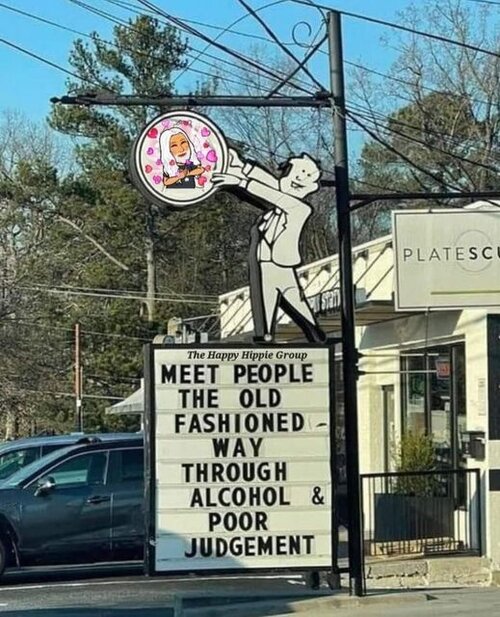 PLATESCU
The Happy Hippie Group
MEET PEOPLE
THE OLD
FASHIONED
WAY
THROUGH
ALCOHOL &
POOR
JUDGEMENT